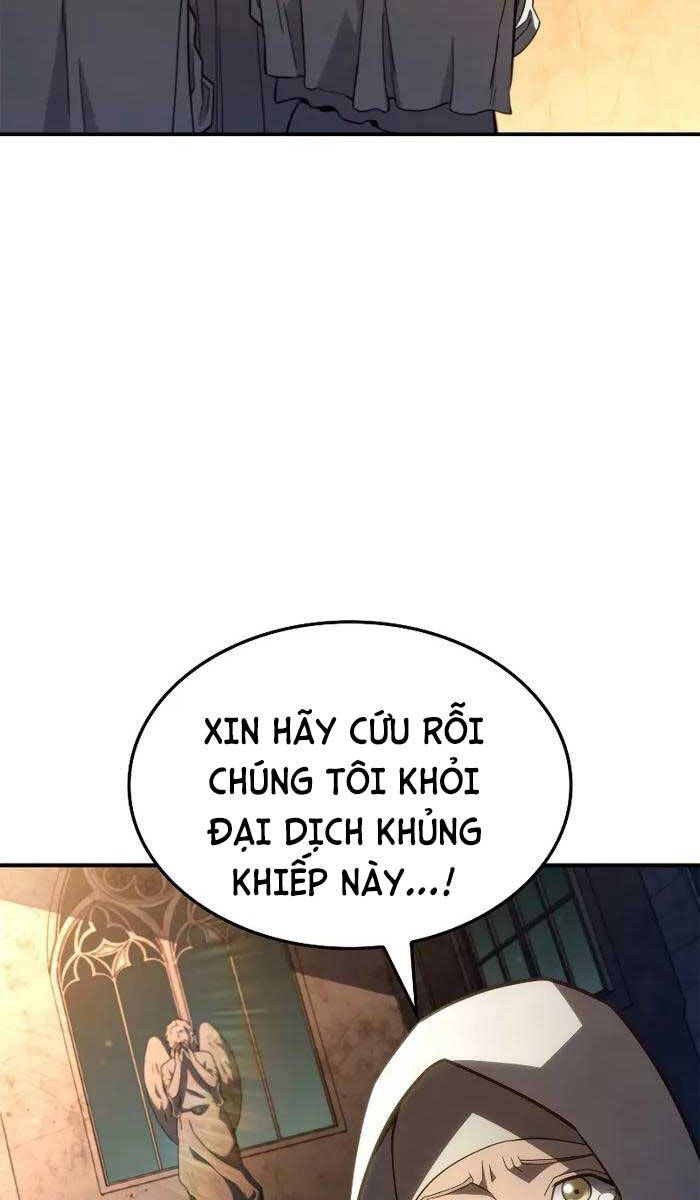 XIN HÃY CỨU RỖI
CHÚNG TÔI KHỎI
ĐẠI DỊCH KHỦNG
KHIẾP NÀY...!